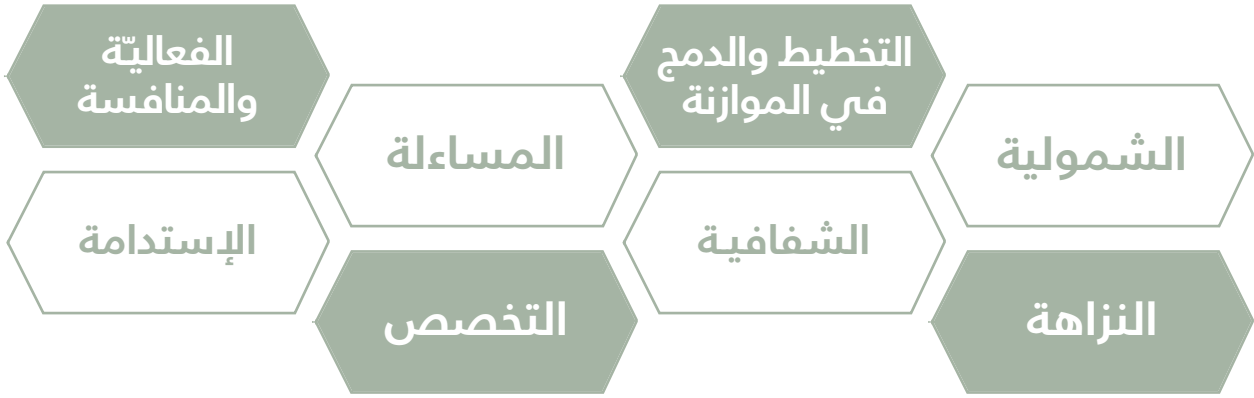 الشمولية
النزاهة
التخطيط والدمج
في الموازنة
الشفافية
المساءلة
التخصص
الفعاليّة
والمنافسة
الإستدامة